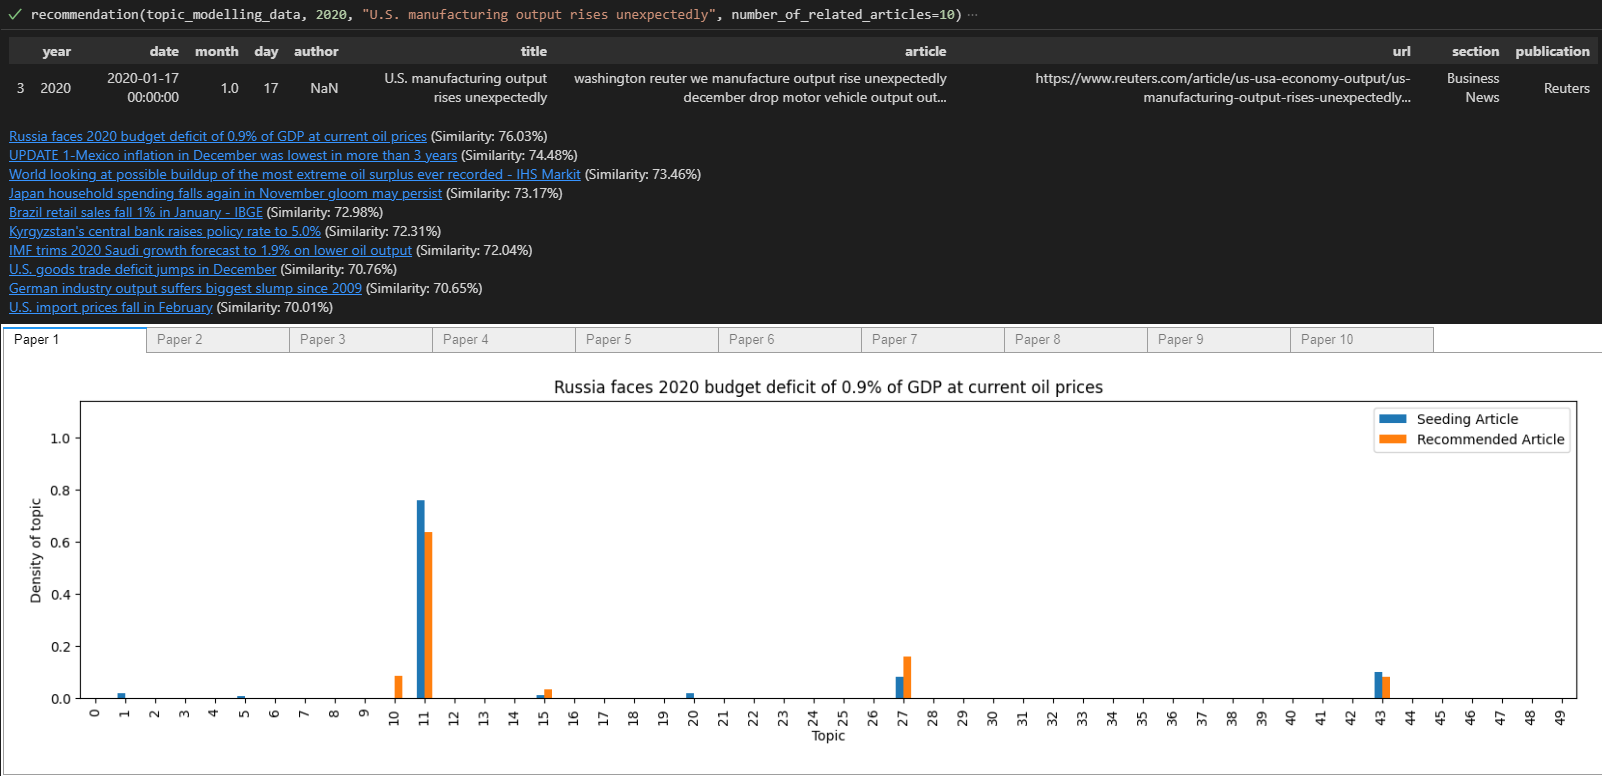 recommendation(topic_modelling_data, 2020, "U.S. manufacturing output rises unexpectedly", number_of_related_articles=10) ···
year date month day author title article url section publication
3 2020 2020-01-17 00:00:00 1.0 17 NaN U.S. manufacturing output rises unexpectedly washington reuter we manufacture output rise unexpectedly december drop motor vehicle output out... https://www.reuters.com/article/us-usa-economy-output/us-manufacturing-output-rises-unexpectedly... Business News Reuters
Russia faces 2020 budget deficit of 0.9% of GDP at current oil prices (Similarity: 76.03%)
UPDATE 1-Mexico inflation in December was lowest in more than 3 years (Similarity: 74.48%)
World looking at possible buildup of the most extreme oil surplus ever recorded - IHS Markit (Similarity: 73.46%)
Japan household spending falls again in November gloom may persist (Similarity: 73.17%)
Brazil retail sales fall 1% in January - IBGE (Similarity: 72.98%)
Kyrgyzstan's central bank raises policy rate to 5.0% (Similarity: 72.31%)
IMF trims 2020 Saudi growth forecast to 1.9% on lower oil output (Similarity: 72.04%)
U.S. goods trade deficit jumps in December (Similarity: 70.76%)
German industry output suffers biggest slump since 2009 (Similarity: 70.65%)
U.S. import prices fall in February (Similarity: 70.01%)
Paper 1 Paper 2 Paper 3 Paper 4 Paper 5 Paper 6 Paper 7 Paper 8 Paper 9 Paper 10
Russia faces 2020 budget deficit of 0.9% of GDP at current oil prices
Seeding Article
Recommended Article
Density of topic
1.0
0.8
0.6
0.4
0.2
0.0
0 1 2 3 4 5 6 7 8 9 10 11 12 13 14 15 16 17 18 19 20 21 22 23 24 25 26 27 28 29 30 31 32 33 34 35 36 37 38 39 40 41 42 43 44 45 46 47 48 49
Topic